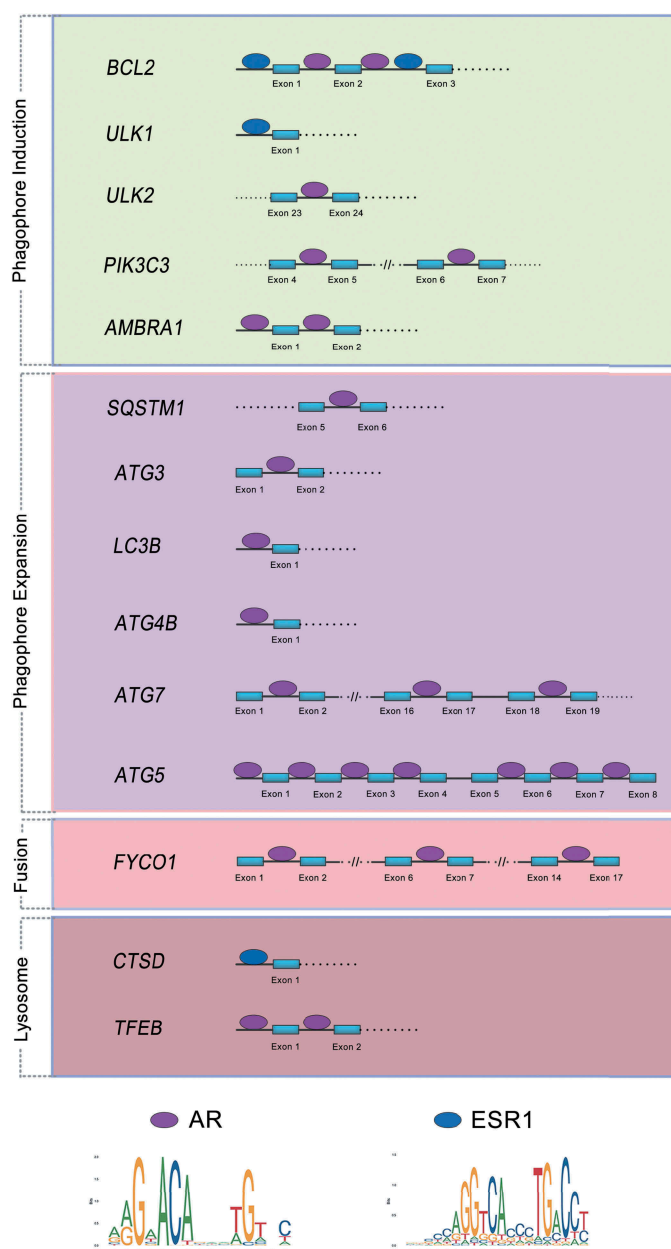 Phagophore Induction
BCL2
Exon 1 Exon 2 Exon 3
ULK1
Exon 1
ULK2
Exon 23 Exon 24
PIK3C3
//
Exon 4 Exon 5 Exon 6 Exon 7
AMBRA1
Exon 1 Exon 2
Phagophore Expansion
SQSTM1
Exon 5 Exon 6
ATG3
Exon 1 Exon 2
LC3B
Exon 1
ATG4B
Exon 1
ATG7
//
Exon 1 Exon 2 Exon 16 Exon 17 Exon 18 Exon 19
ATG5
Exon 1 Exon 2 Exon 3 Exon 4 Exon 5 Exon 6 Exon 7 Exon 8
Fusion
FYCO1
// //
Exon 1 Exon 2 Exon 6 Exon 7 Exon 14 Exon 17
Lysosome
CTSD
Exon 1
TFEB
Exon 1 Exon 2
AR ESR1